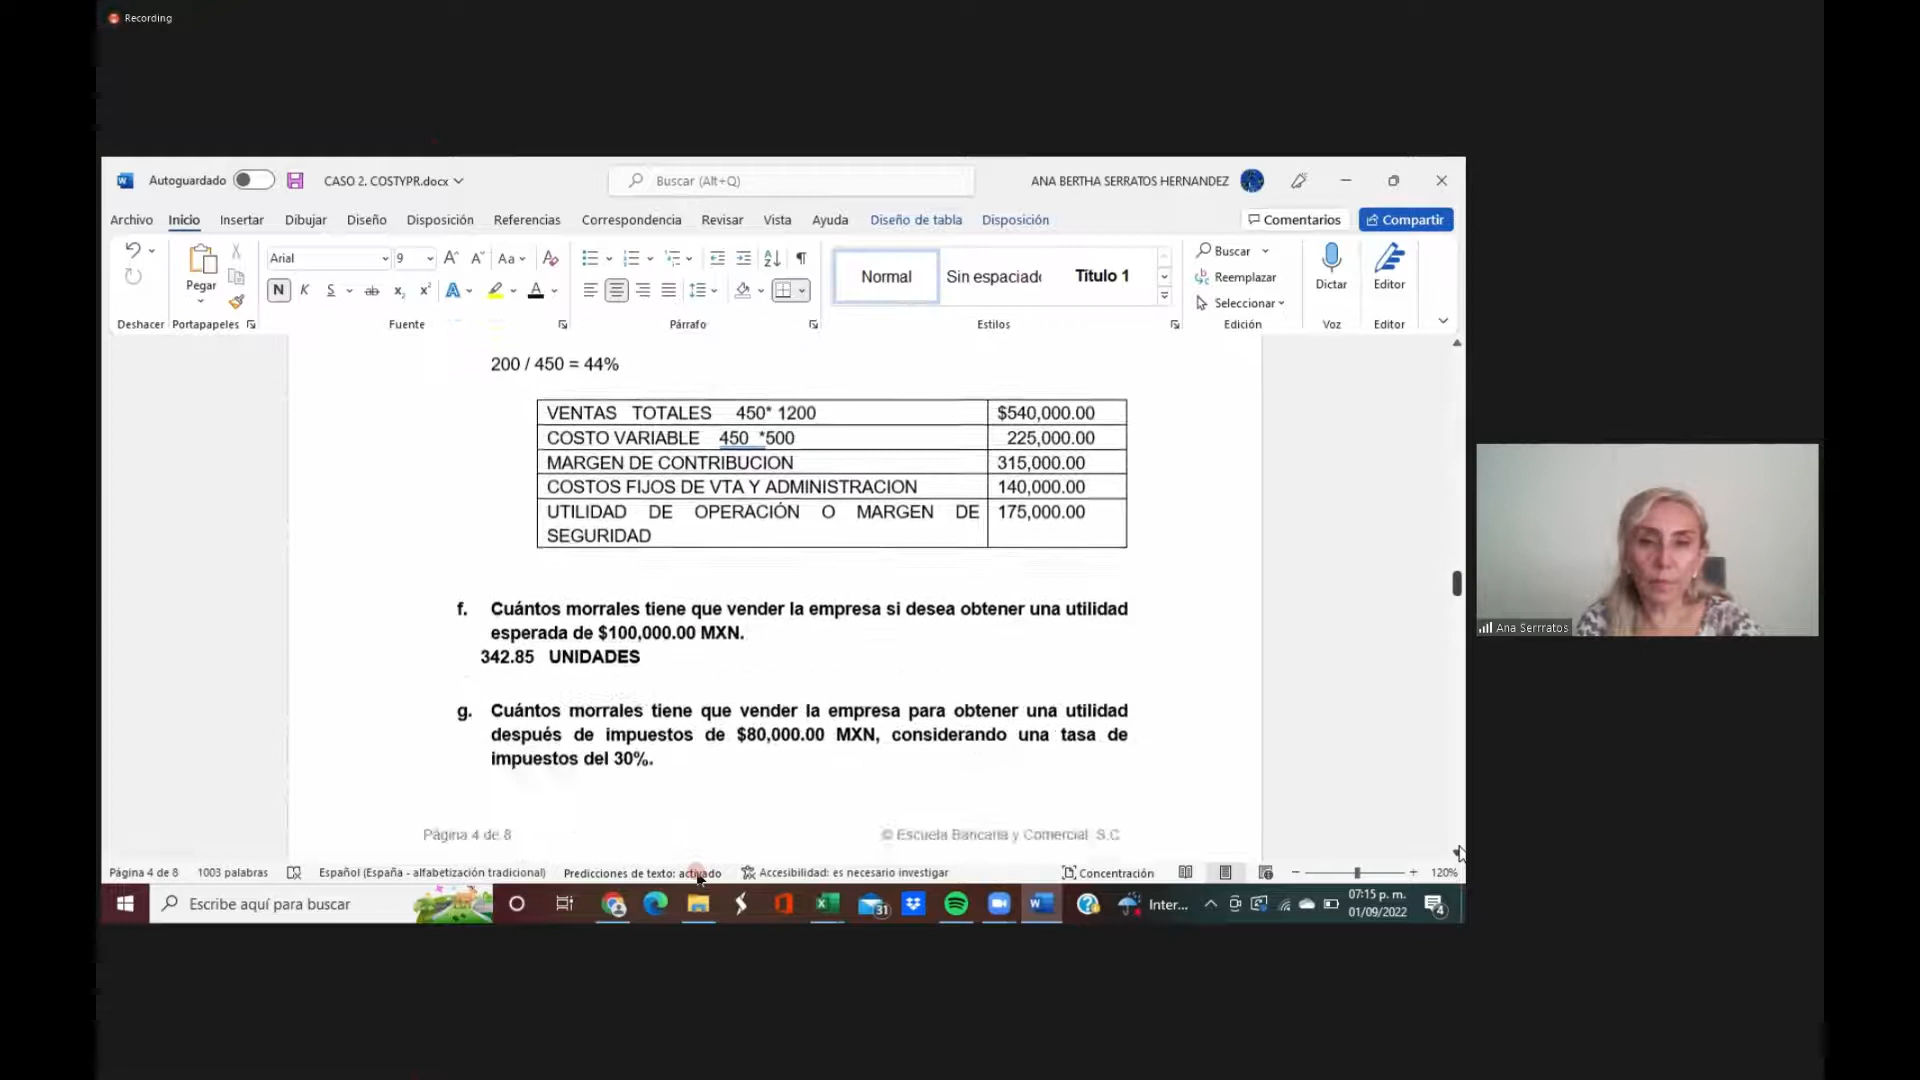 Recording
Autoguardado
CASO 2. COSTYPR.docx
Buscar (Alt+Q)
ANA BERTHA SERRATOS HERNANDEZ
Archivo Inicio Insertar Dibujar Diseño Disposición Referencias Correspondencia Revisar Vista Ayuda Diseño de tabla Disposición
Comentarios
Compartir
Pegar
Arial
9
Aa
N K S ab x₂ x² A A
Normal
Sin espaciado
Título 1
Buscar
Reemplazar
Seleccionar
Dictar
Editor
Deshacer Portapapeles Fuente Párrafo Estilos Edición Voz Editor
200 / 450 = 44%
VENTAS TOTALES 450* 1200 $540,000.00
COSTO VARIABLE 450 *500 225,000.00
MARGEN DE CONTRIBUCION 315,000.00
COSTOS FIJOS DE VTA Y ADMINISTRACION 140,000.00
UTILIDAD DE OPERACIÓN O MARGEN DE 175,000.00
SEGURIDAD
f. Cuántos morrales tiene que vender la empresa si desea obtener una utilidad
esperada de $100,000.00 MXN.
342.85 UNIDADES
g. Cuántos morrales tiene que vender la empresa para obtener una utilidad
después de impuestos de $80,000.00 MXN, considerando una tasa de
impuestos del 30%.
Página 4 de 8
© Escuela Bancaria y Comercial S.C
Página 4 de 8 1003 palabras Español (España - alfabetización tradicional) Predicciones de texto: activado Accesibilidad: es necesario investigar Concentración 120%
Escribe aquí para buscar
31
Inter...
07:15 p. m.
01/09/2022
4
Ana Serrratos